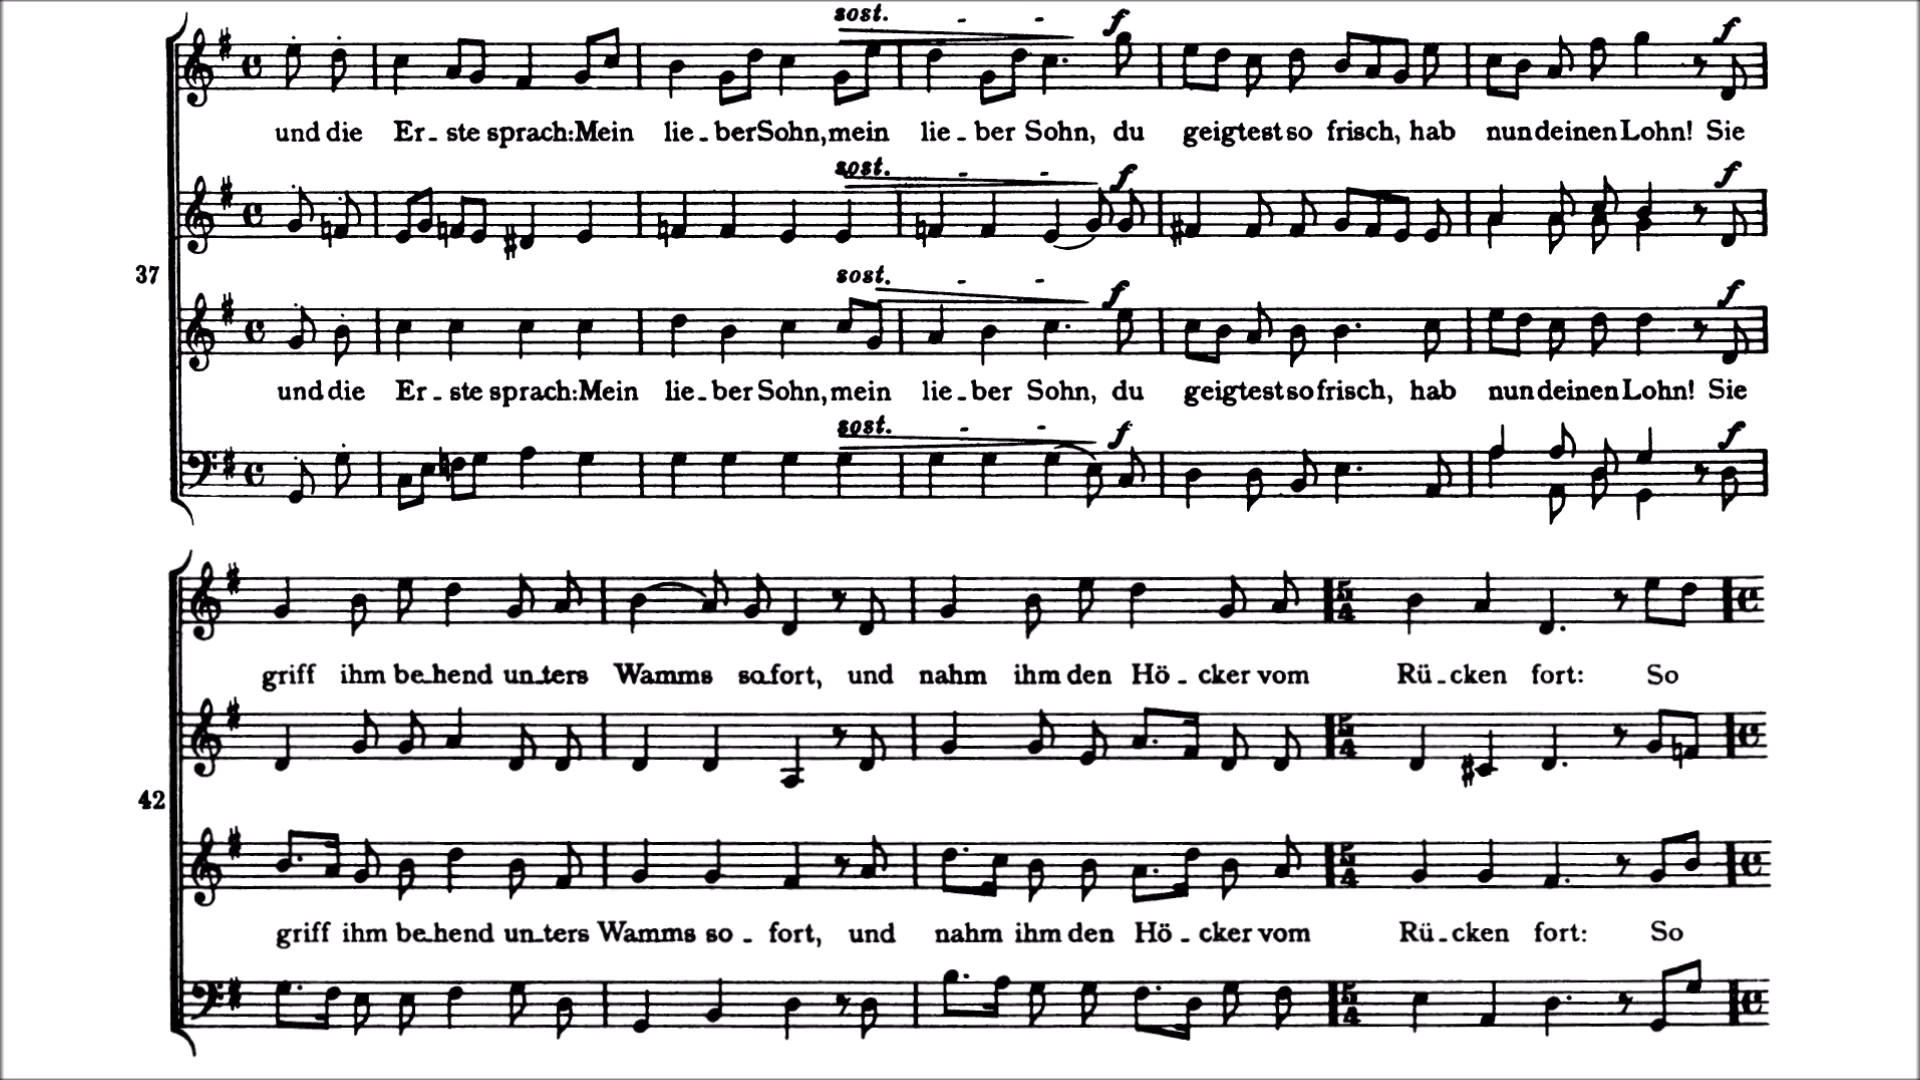 sost. - - f
und die Er - ste sprach: Mein lie - ber Sohn, mein lie - ber Sohn, du geigtest so frisch, hab nun deinen Lohn! Sie
sost. - - f f
37
sost. - - f f
und die Er - ste sprach: Mein lie - ber Sohn, mein lie - ber Sohn, du geigtest so frisch, hab nun deinen Lohn! Sie
sost. - - f f
griff ihm be-hend un-ters Wamms so-fort, und nahm ihm den Hö - cker vom Rü - cken fort: So
42
griff ihm be-hend un-ters Wamms so - fort, und nahm ihm den Hö - cker vom Rü - cken fort: So